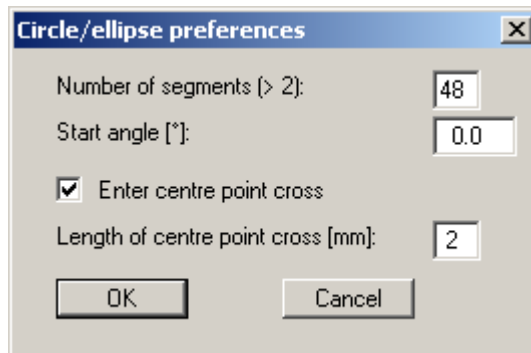 Circle/ellipse preferences
Number of segments (> 2): 48
Start angle [°]: 0.0
Enter centre point cross
Length of centre point cross [mm]: 2
OK Cancel